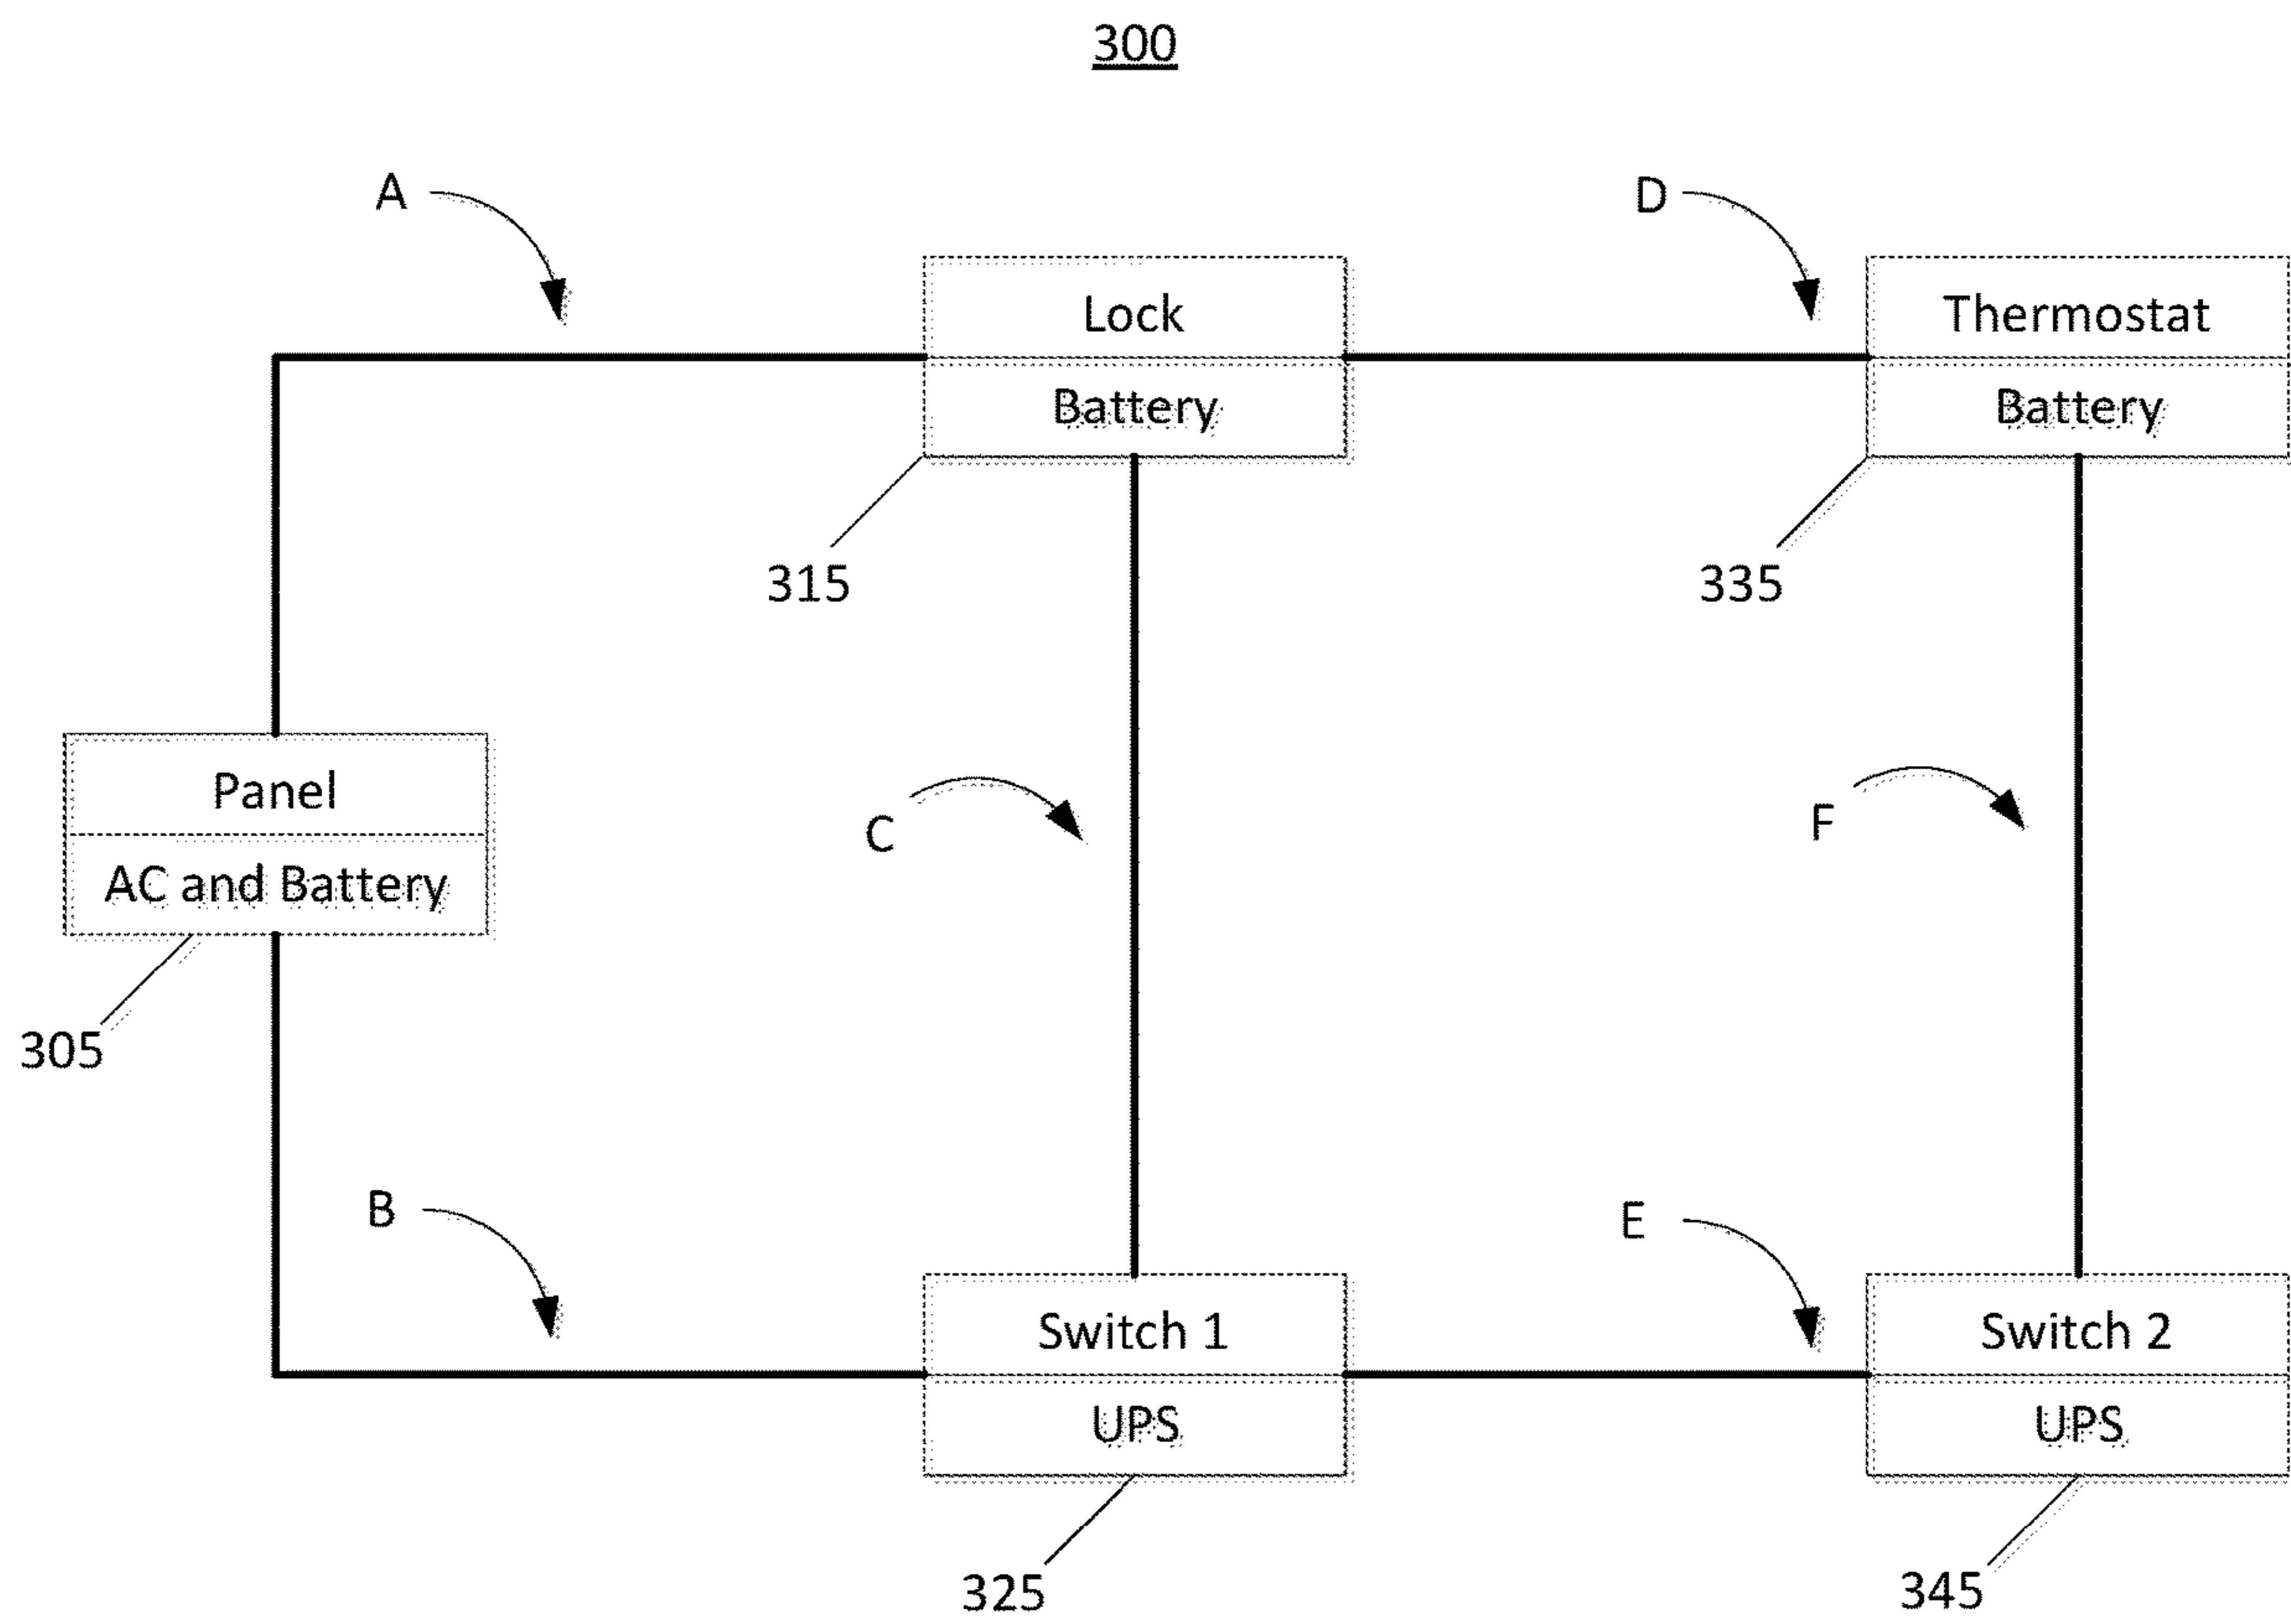 300
A
D
Lock
Battery
Thermostat
Battery
315
335
Panel
AC and Battery
C
F
305
B
E
Switch 1
UPS
Switch 2
UPS
325
345